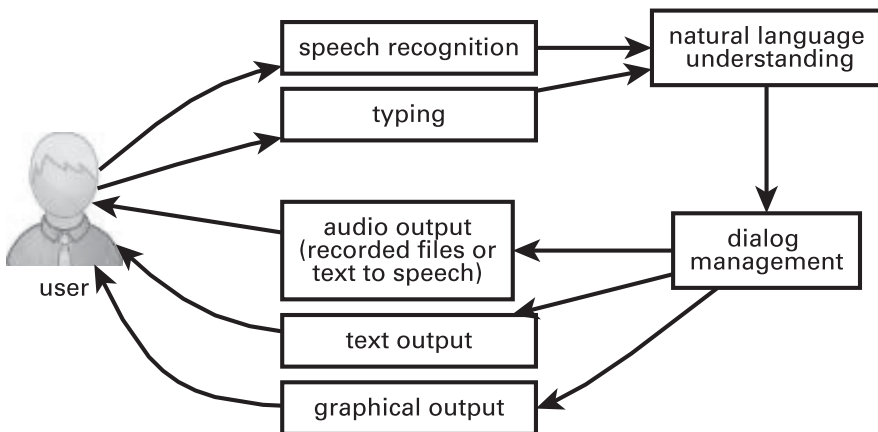 speech recognition
natural language
understanding
typing
audio output
(recorded files or
text to speech)
dialog
management
user
text output
graphical output